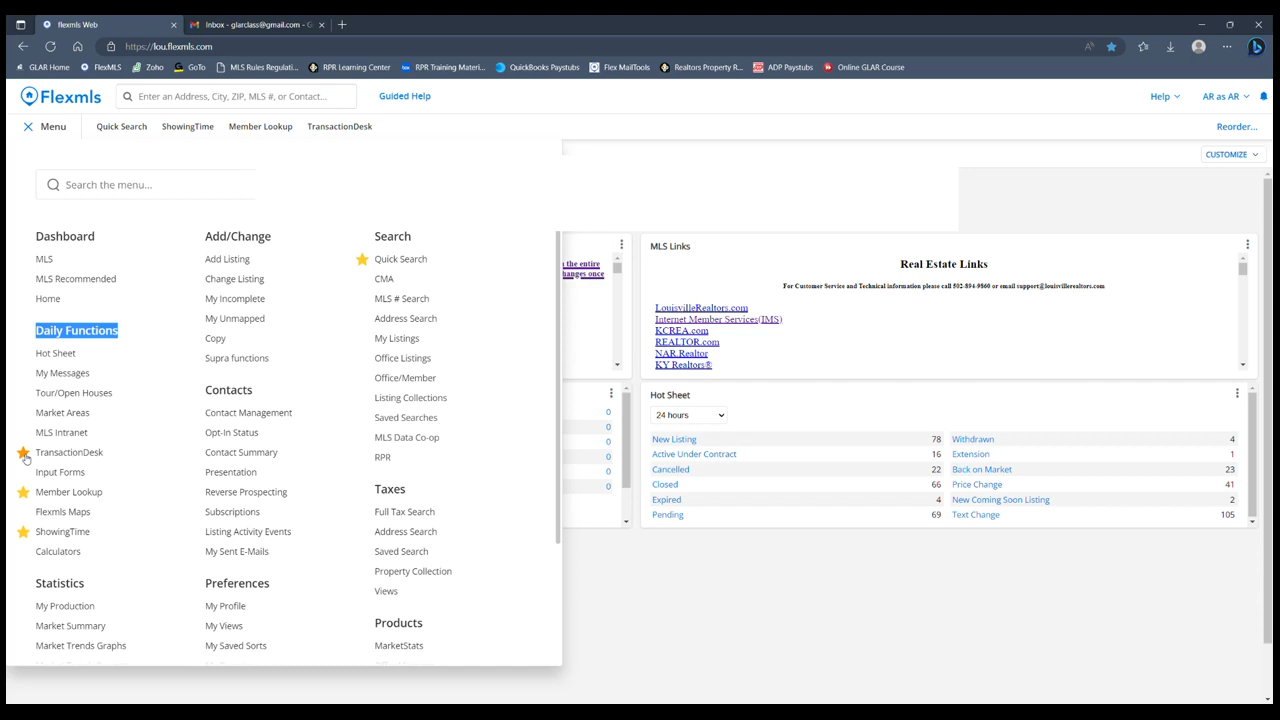 flexmls Web
Inbox - glarclass@gmail.com - G
https://lou.flexmls.com
GLAR Home
FlexMLS
Zoho
GoTo
MLS Rules Regulati...
RPR Learning Center
RPR Training Materi...
QuickBooks Paystubs
Flex MailTools
Realtors Property R...
ADP Paystubs
Online GLAR Course
Flexmls
Enter an Address, City, ZIP, MLS #, or Contact...
Guided Help
Help
AR as AR
Menu
Quick Search
ShowingTime
Member Lookup
TransactionDesk
Reorder...
CUSTOMIZE
Search the menu...
Dashboard
MLS
MLS Recommended
Home
Daily Functions
Hot Sheet
My Messages
Tour/Open Houses
Market Areas
MLS Intranet
TransactionDesk
Input Forms
Member Lookup
Flexmls Maps
ShowingTime
Calculators
Statistics
My Production
Market Summary
Market Trends Graphs
Add/Change
Add Listing
Change Listing
My Incomplete
My Unmapped
Copy
Supra functions
Contacts
Contact Management
Opt-In Status
Contact Summary
Presentation
Reverse Prospecting
Subscriptions
Listing Activity Events
My Sent E-Mails
Preferences
My Profile
My Views
My Saved Sorts
Search
Quick Search
CMA
MLS # Search
Address Search
My Listings
Office Listings
Office/Member
Listing Collections
Saved Searches
MLS Data Co-op
RPR
Taxes
Full Tax Search
Address Search
Saved Search
Property Collection
Views
Products
MarketStats
n the entire
hanges once
0
0
0
0
0
0
MLS Links
Real Estate Links
For Customer Service and Technical information please call 502-894-9860 or email support@louisvillerealtors.com
LouisvilleRealtors.com
Internet Member Services(IMS)
KCREA.com
REALTOR.com
NAR.Realtor
KY Realtors®
Hot Sheet
24 hours
New Listing 78 Withdrawn 4
Active Under Contract 16 Extension 1
Cancelled 22 Back on Market 23
Closed 66 Price Change 41
Expired 4 New Coming Soon Listing 2
Pending 69 Text Change 105